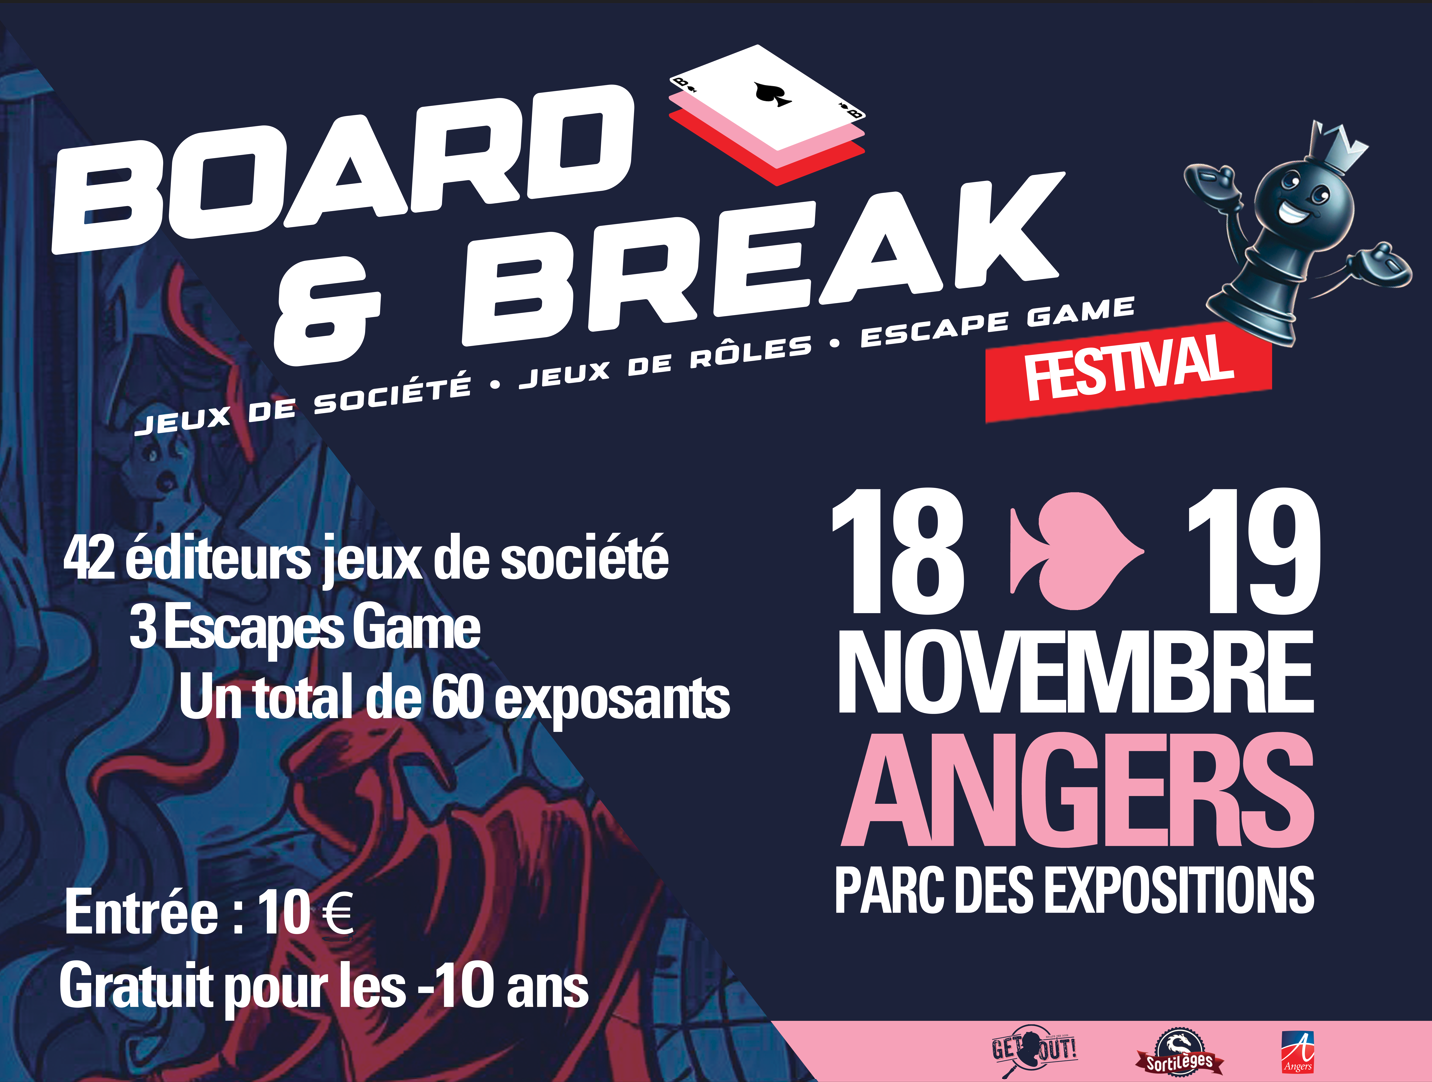 BOARD
& BREAK
JEUX DE SOCIÉTÉ • JEUX DE RÔLES • ESCAPE GAME
FESTIVAL
42 éditeurs jeux de société
3 Escapes Game
Un total de 60 exposants
18 19
NOVEMBRE
ANGERS
PARC DES EXPOSITIONS
Entrée : 10 €
Gratuit pour les -10 ans
GET OUT!
Sortilèges
Angers
B
B